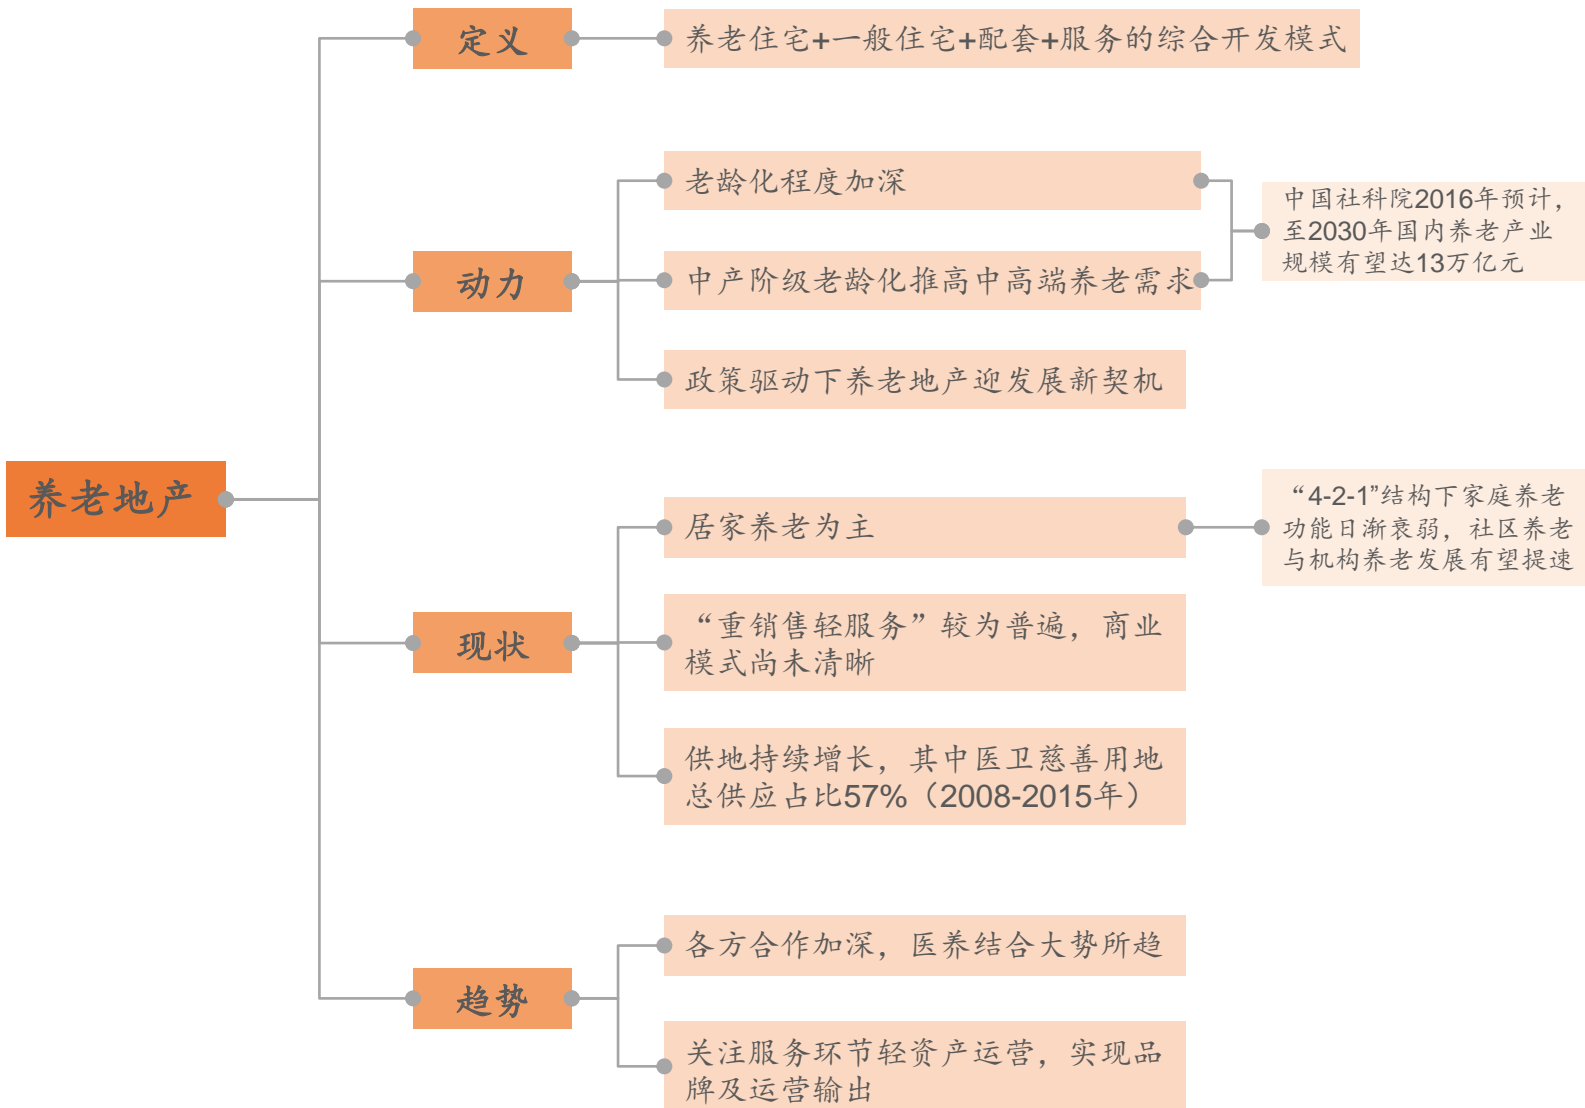 定义
养老住宅+一般住宅+配套+服务的综合开发模式
老龄化程度加深
中国社科院2016年预计，
至2030年国内养老产业
规模有望达13万亿元
动力
中产阶级老龄化推高中高端养老需求
政策驱动下养老地产迎发展新契机
养老地产
居家养老为主
“4-2-1”结构下家庭养老
功能日渐衰弱，社区养老
与机构养老发展有望提速
现状
“重销售轻服务”较为普遍，商业
模式尚未清晰
供地持续增长，其中医卫慈善用地
总供应占比57%（2008-2015年）
各方合作加深，医养结合大势所趋
趋势
关注服务环节轻资产运营，实现品
牌及运营输出